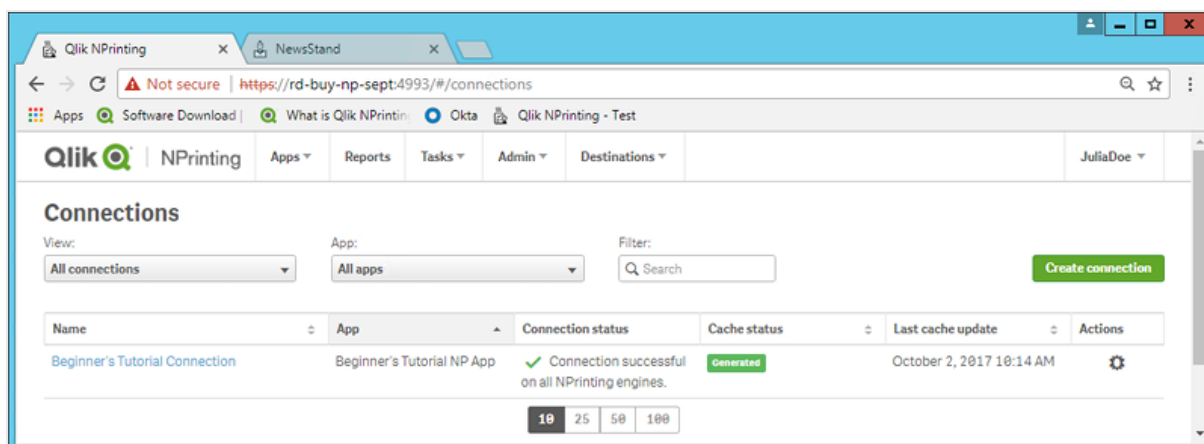 Qlik NPrinting
NewsStand
Not secure | https://rd-buy-np-sept:4993/#/connections
Apps Software Download | What is Qlik NPrintin Okta Qlik NPrinting - Test
Qlik NPrinting Apps Reports Tasks Admin Destinations JuliaDoe
Connections
View: App: Filter:
All connections All apps Search Create connection
Name App Connection status Cache status Last cache update Actions
Beginner's Tutorial Connection Beginner's Tutorial NP App Connection successful Generated October 2, 2017 10:14 AM
on all NPrinting engines.
10 25 50 100